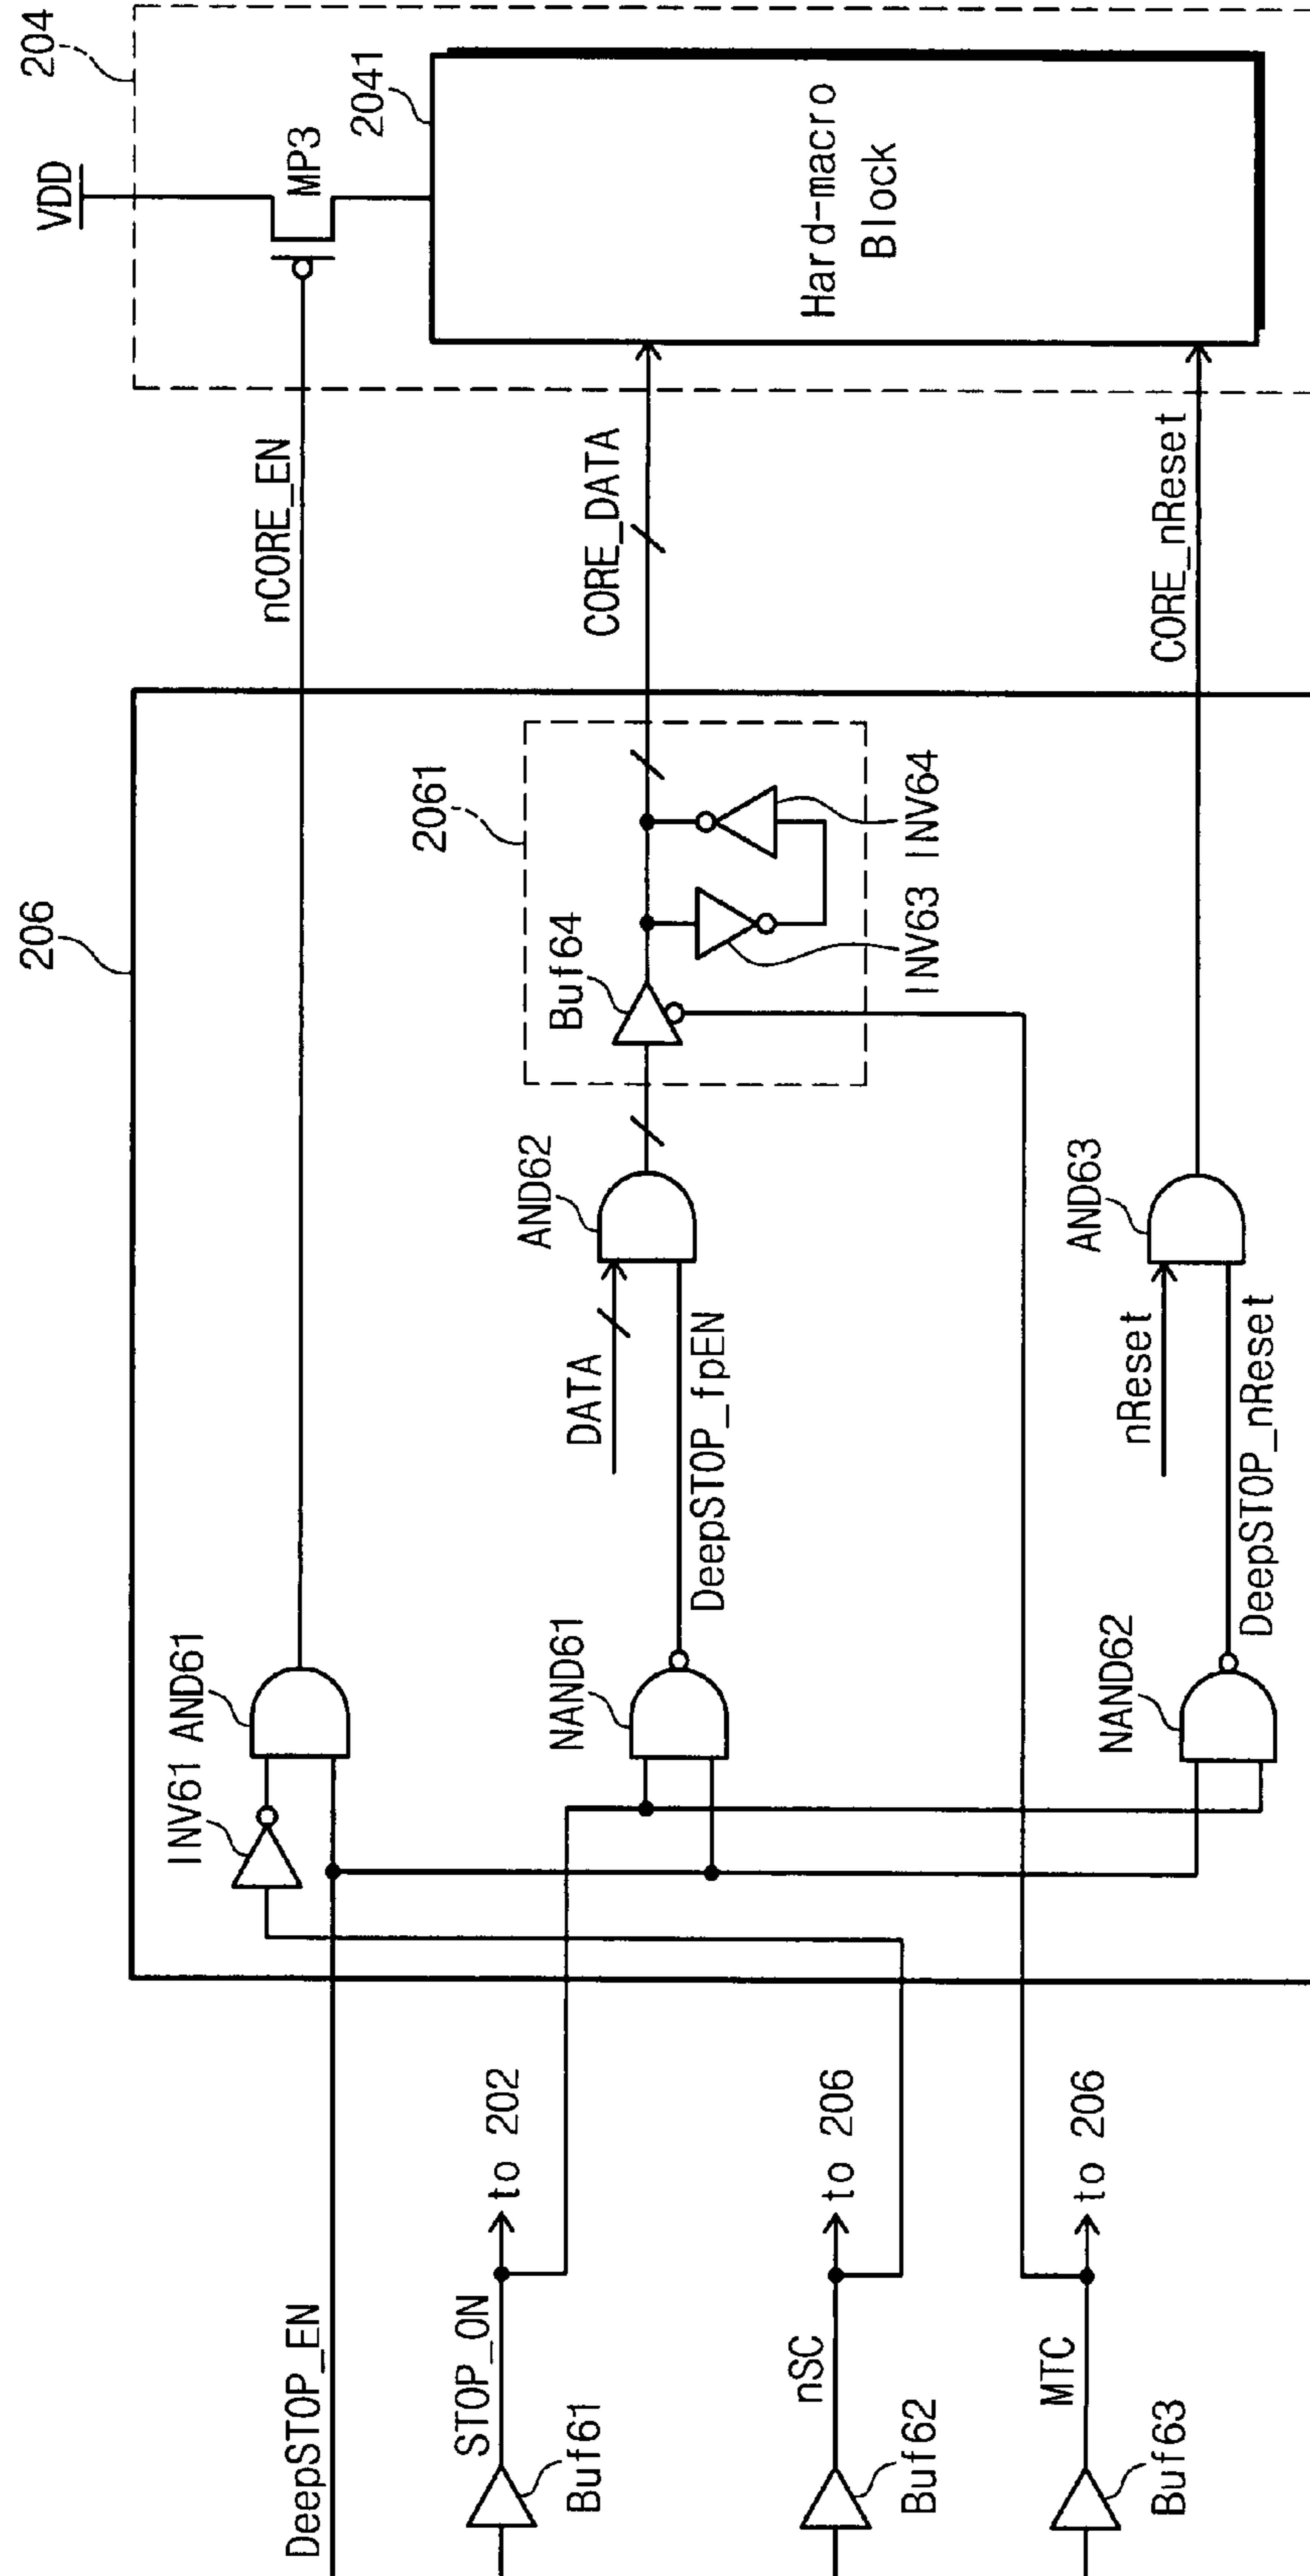 204
VDD
MP3
2041
Hard-macro
Block
nCORE_EN
CORE_DATA
CORE_nReset
206
2061
Buf64
INV63 INV64
AND62
AND63
DATA
DeepSTOP_fpEN
nReset
DeepSTOP_nReset
INV61 AND61
NAND61
NAND62
to 202
to 206
to 206
DeepSTOP_EN
STOP_ON
nSC
MTC
Buf61
Buf62
Buf63